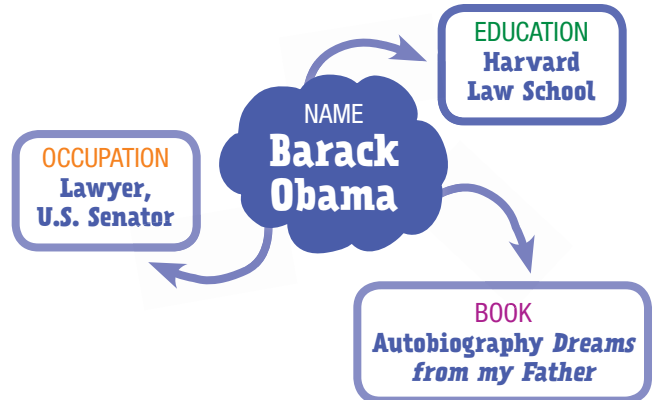 NAME
Barack
Obama
EDUCATION
Harvard
Law School
OCCUPATION
Lawyer,
U.S. Senator
BOOK
Autobiography Dreams
from my Father